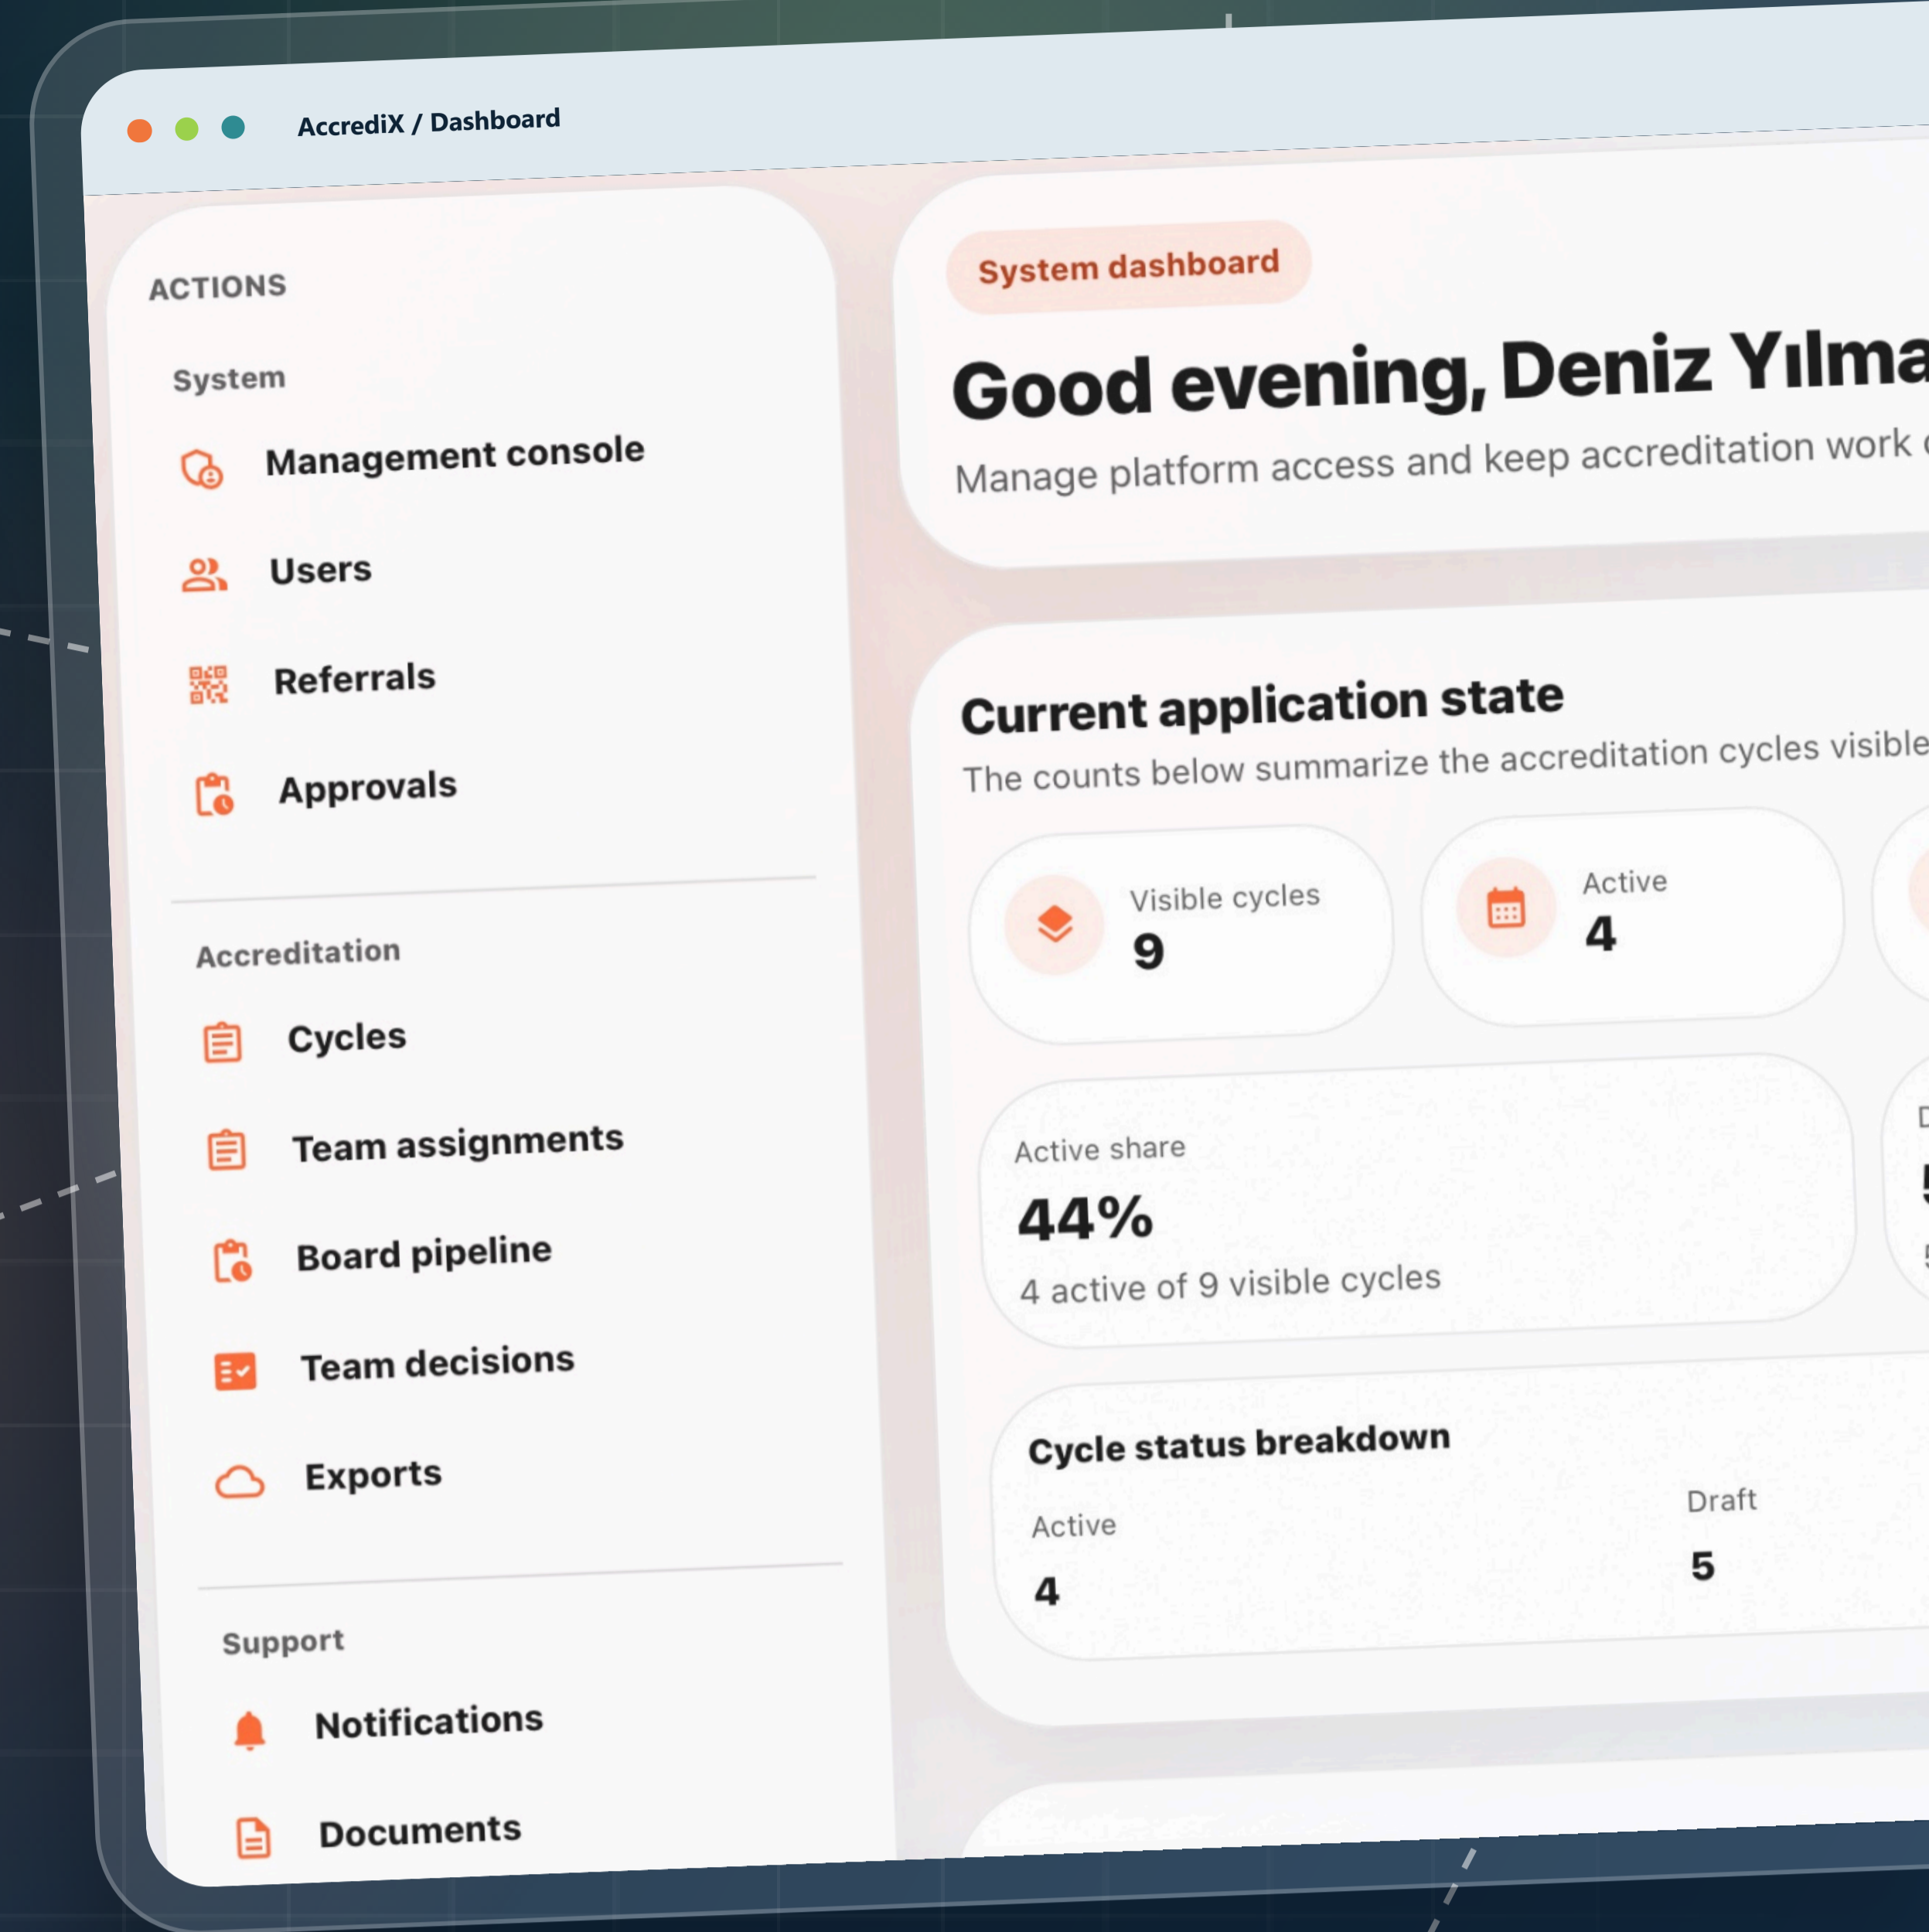 AccrediX / Dashboard
ACTIONS
System
Management console
Users
Referrals
Approvals
Accreditation
Cycles
Team assignments
Board pipeline
Team decisions
Exports
Support
Notifications
Documents
System dashboard
Good evening, Deniz
Manage platform access and keep accreditation work
Current application state
The counts below summarize the accreditation cycles visible
Visible cycles
9
Active
4
Active share
44%
4 active of 9 visible cycles
Cycle status breakdown
Active
4
Draft
5